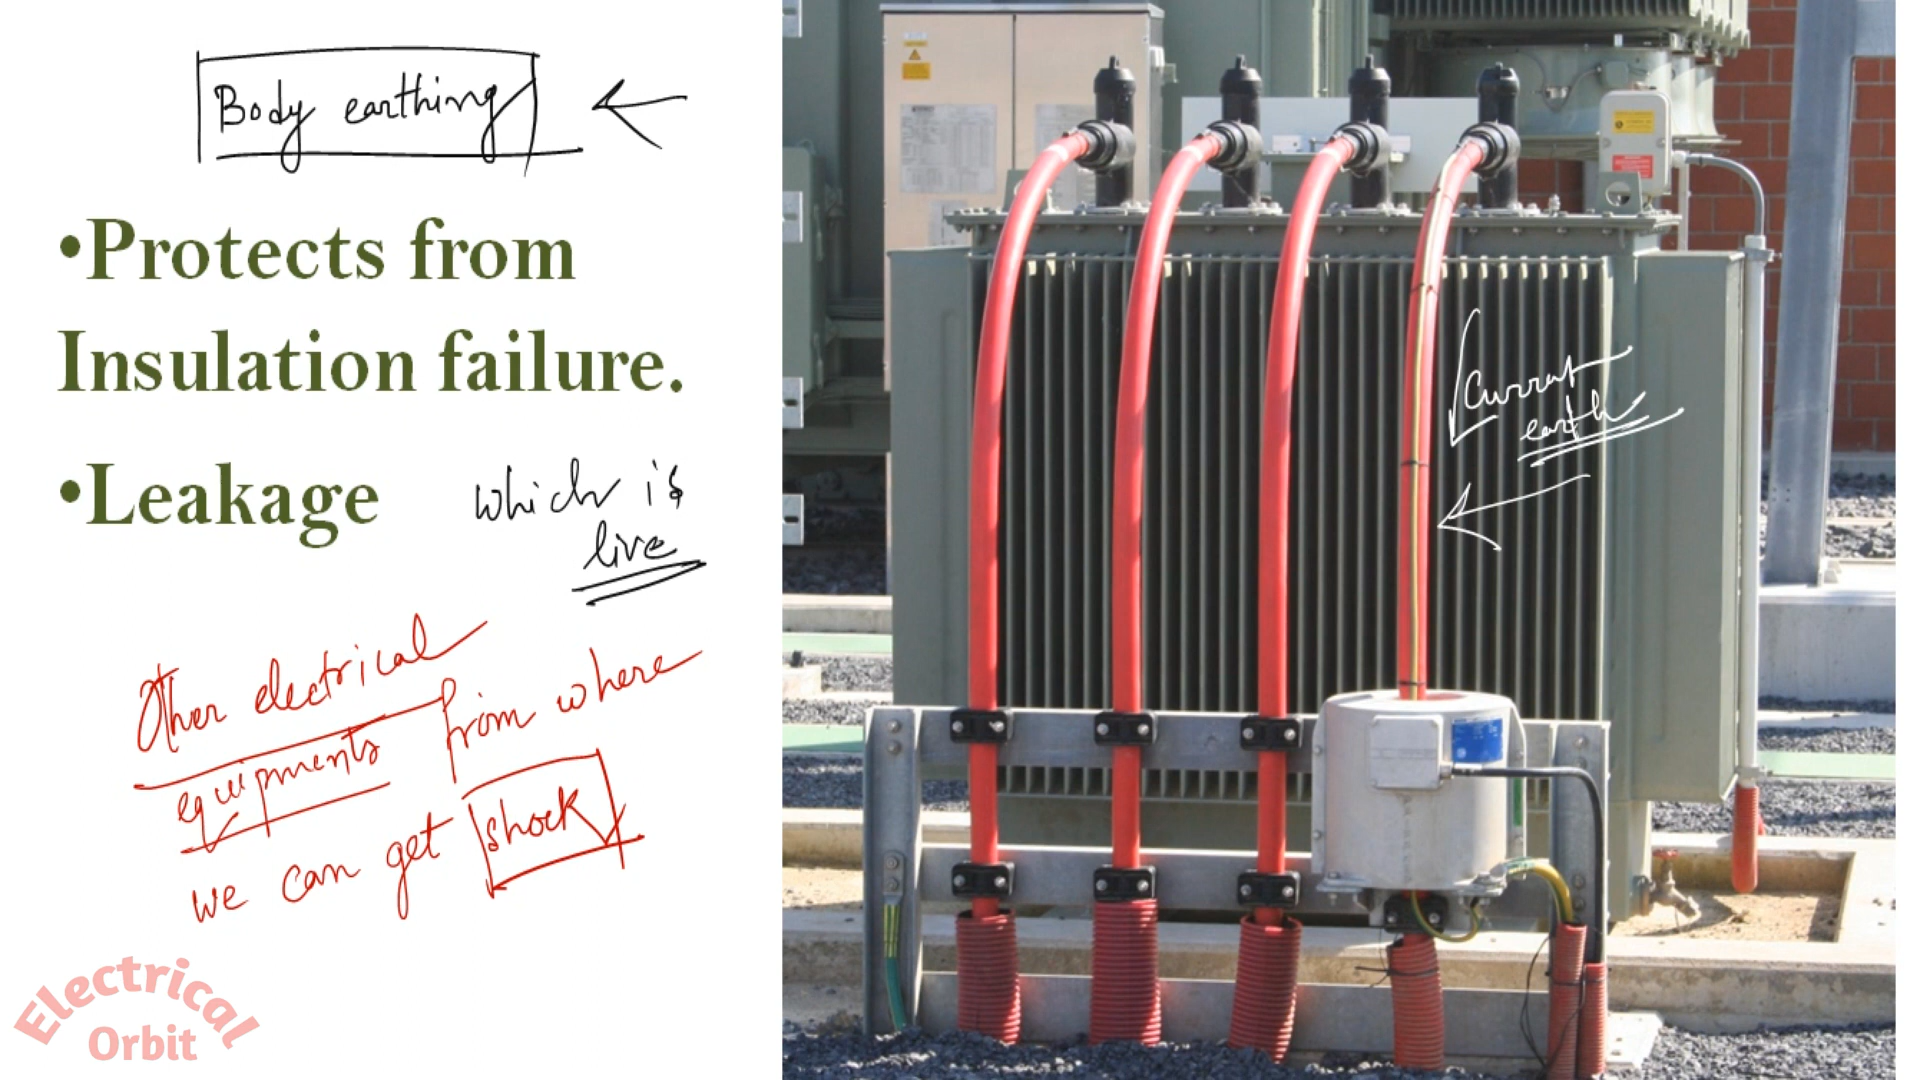 Body earthing
•Protects from
Insulation failure.
•Leakage
which is
live
Other electrical
equipments from where
we can get shock
Electrical
Orbit
earth